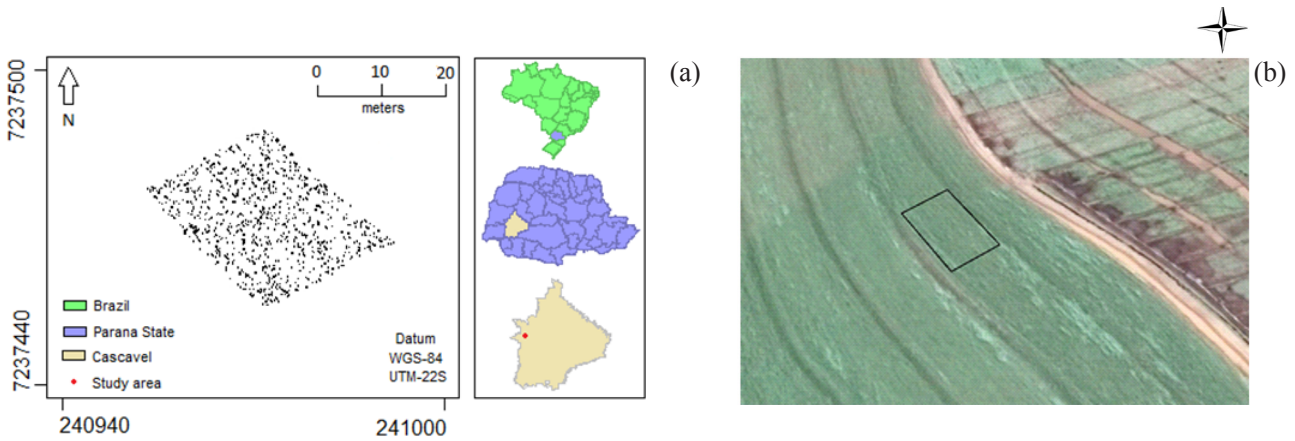 7237500
7237440
N
0 10 20
meters
Brazil
Parana State
Cascavel
Study area
Datum
WGS-84
UTM-22S
240940
241000
(a)
(b)